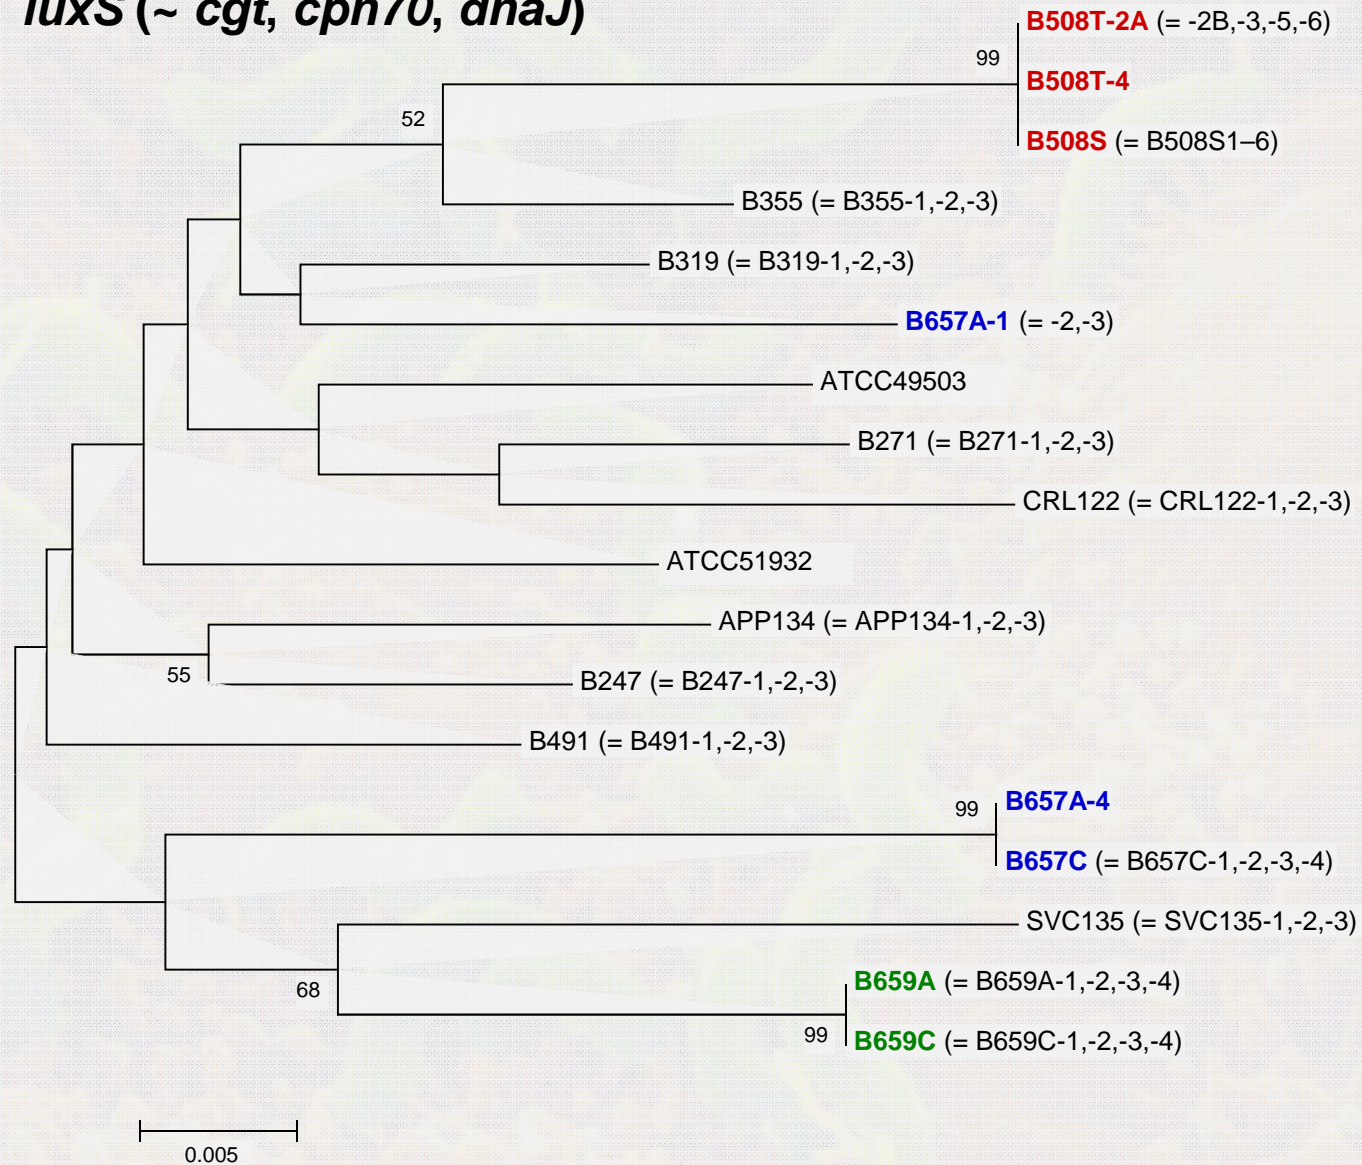 luxS (~ cgt, cpn70, dnaJ)
B508T-2A (= -2B,-3,-5,-6)
99
B508T-4
52
B508S (= B508S1–6)
B355 (= B355-1,-2,-3)
B319 (= B319-1,-2,-3)
B657A-1 (= -2,-3)
ATCC49503
B271 (= B271-1,-2,-3)
CRL122 (= CRL122-1,-2,-3)
ATCC51932
APP134 (= APP134-1,-2,-3)
55
B247 (= B247-1,-2,-3)
B491 (= B491-1,-2,-3)
99
B657A-4
B657C (= B657C-1,-2,-3,-4)
SVC135 (= SVC135-1,-2,-3)
68
B659A (= B659A-1,-2,-3,-4)
99
B659C (= B659C-1,-2,-3,-4)
0.005